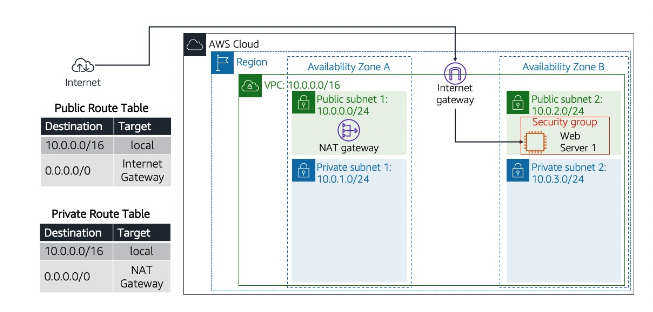 AWS Cloud
Region
Availability Zone A
Availability Zone B
Internet
VPC: 10.0.0.0/16
Internet
gateway
Public subnet 1:
10.0.0.0/24
NAT gateway
Public subnet 2:
10.0.2.0/24
Security group
Web
Server 1
Private subnet 1:
10.0.1.0/24
Private subnet 2:
10.0.3.0/24
Public Route Table
Destination Target
10.0.0.0/16 local
0.0.0.0/0 Internet
Gateway
Private Route Table
Destination Target
10.0.0.0/16 local
0.0.0.0/0 NAT
Gateway